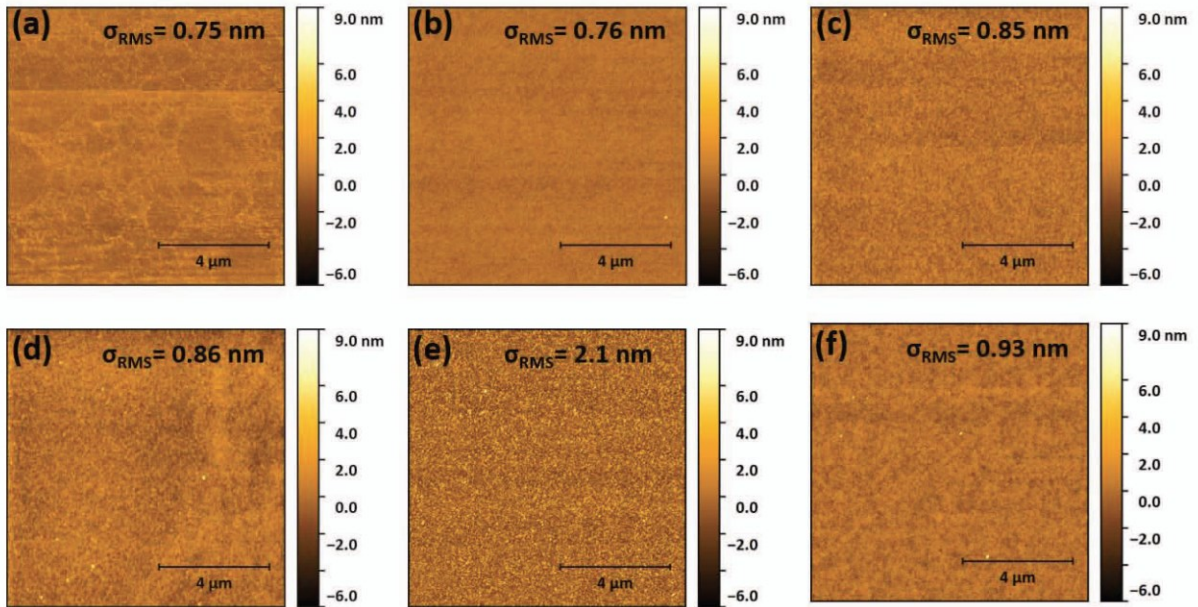 (a) σRMS= 0.75 nm
9.0 nm
6.0
4.0
2.0
0.0
−2.0
−6.0
4 μm
(b) σRMS= 0.76 nm
9.0 nm
6.0
4.0
2.0
0.0
−2.0
−6.0
4 μm
(c) σRMS= 0.85 nm
9.0 nm
6.0
4.0
2.0
0.0
−2.0
−6.0
4 μm
(d) σRMS= 0.86 nm
9.0 nm
6.0
4.0
2.0
0.0
−2.0
−6.0
4 μm
(e) σRMS= 2.1 nm
9.0 nm
6.0
4.0
2.0
0.0
−2.0
−6.0
4 μm
(f) σRMS= 0.93 nm
9.0 nm
6.0
4.0
2.0
0.0
−2.0
−6.0
4 μm